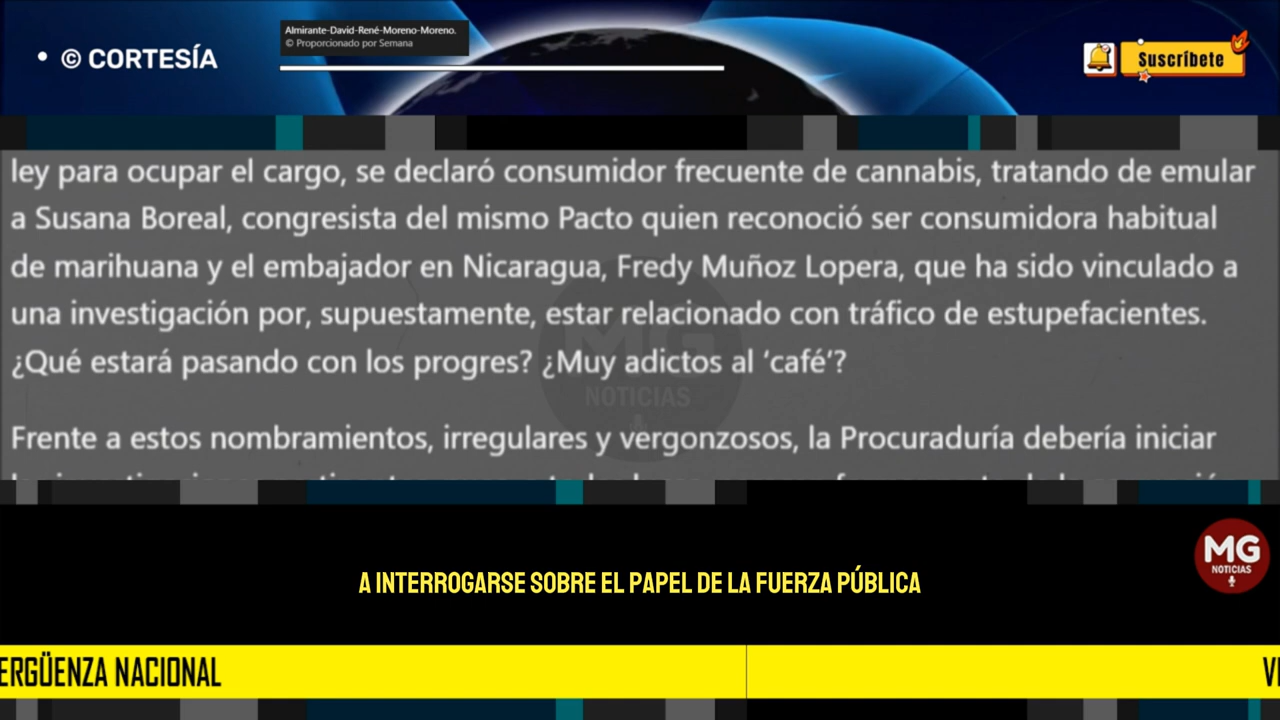 Almirante-David-René-Moreno-Moreno.
© Proporcionado por Semana
• © CORTESÍA
Suscríbete
ley para ocupar el cargo, se declaró consumidor frecuente de cannabis, tratando de emular
a Susana Boreal, congresista del mismo Pacto quien reconoció ser consumidora habitual
de marihuana y el embajador en Nicaragua, Fredy Muñoz Lopera, que ha sido vinculado a
una investigación por, supuestamente, estar relacionado con tráfico de estupefacientes.
¿Qué estará pasando con los progres? ¿Muy adictos al ‘café’?
MG
NOTICIAS
Frente a estos nombramientos, irregulares y vergonzosos, la Procuraduría debería iniciar
MG
NOTICIAS
A INTERROGARSE SOBRE EL PAPEL DE LA FUERZA PÚBLICA
ERGÜENZA NACIONAL